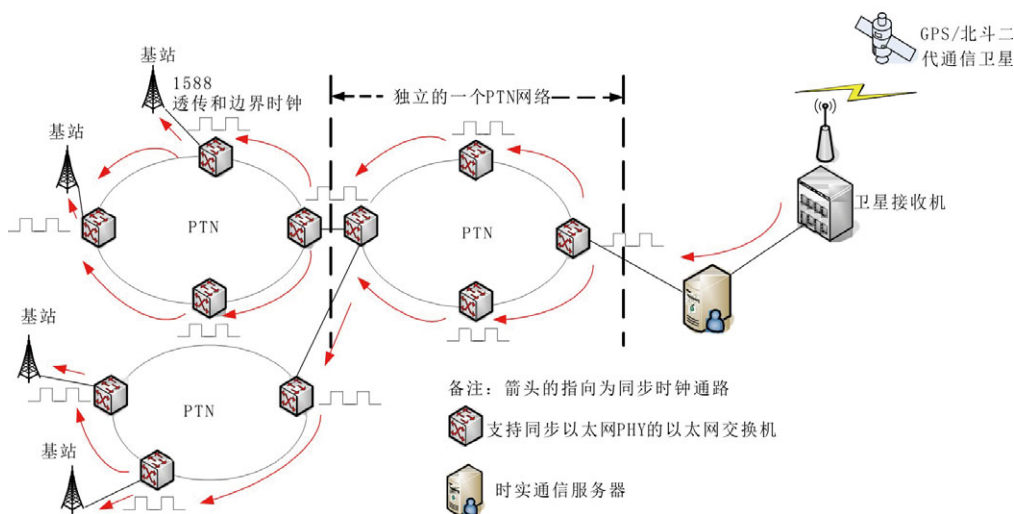 GPS/北斗二
代通信卫星
基站
1588
透传和边界时钟
独立的一个PTN网络
基站
PTN
PTN
卫星接收机
基站
PTN
基站
备注：箭头的指向为同步时钟通路
支持同步以太网PHY的以太网交换机
时实通信服务器